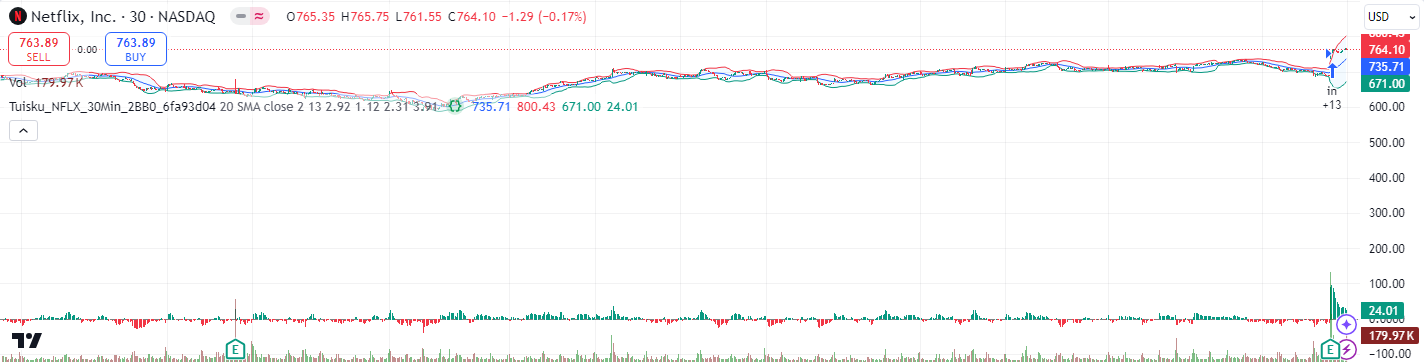 Netflix, Inc. · 30 · NASDAQ O765.35 H765.75 L761.55 C764.10 −1.29 (−0.17%)
USD
763.89 SELL 0.00 763.89 BUY
Vol 179.97 K
Tuisku_NFLX_30Min_2BB0_6fa93d04 20 SMA close 2 13 2.92 1.12 2.31 3.91 {} 735.71 800.43 671.00 24.01
764.10
735.71
671.00
600.00
500.00
400.00
300.00
200.00
100.00
24.01
179.97 K
−100.00
in
+13
E
E